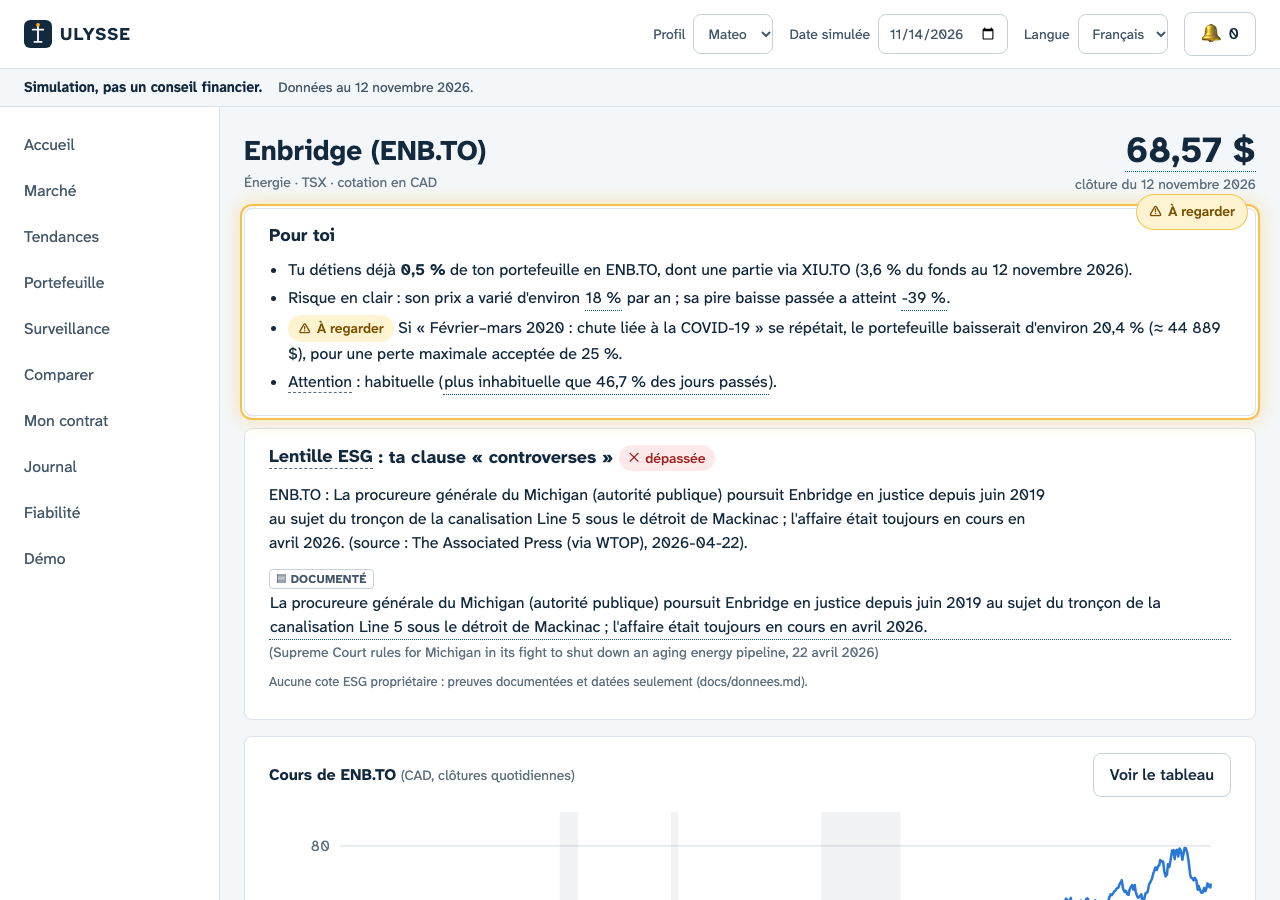 ULYSSE
Profil
Mateo
Date simulée
11/14/2026
Langue
Français
0
Simulation, pas un conseil financier.
Données au 12 novembre 2026.
Accueil
Marché
Tendances
Portefeuille
Surveillance
Comparer
Mon contrat
Journal
Fiabilité
Démo
Enbridge (ENB.TO)
Énergie · TSX · cotation en CAD
68,57 $
clôture du 12 novembre 2026
⚠ À regarder
Pour toi
• Tu détiens déjà 0,5 % de ton portefeuille en ENB.TO, dont une partie via XIU.TO (3,6 % du fonds au 12 novembre 2026).
• Risque en clair : son prix a varié d'environ 18 % par an ; sa pire baisse passée a atteint -39 %.
• ⚠ À regarder Si « Février–mars 2020 : chute liée à la COVID-19 » se répétait, le portefeuille baisserait d'environ 20,4 % (≈ 44 889
$), pour une perte maximale acceptée de 25 %.
• Attention : habituelle (plus inhabituelle que 46,7 % des jours passés).
Lentille ESG : ta clause « controverses » ✕ dépassée
ENB.TO : La procureure générale du Michigan (autorité publique) poursuit Enbridge en justice depuis juin 2019
au sujet du tronçon de la canalisation Line 5 sous le détroit de Mackinac ; l'affaire était toujours en cours en
avril 2026. (source : The Associated Press (via WTOP), 2026-04-22).
DOCUMENTÉ
La procureure générale du Michigan (autorité publique) poursuit Enbridge en justice depuis juin 2019 au sujet du tronçon de la
canalisation Line 5 sous le détroit de Mackinac ; l'affaire était toujours en cours en avril 2026.
(Supreme Court rules for Michigan in its fight to shut down an aging energy pipeline, 22 avril 2026)
Aucune cote ESG propriétaire : preuves documentées et datées seulement (docs/donnees.md).
Cours de ENB.TO (CAD, clôtures quotidiennes)
Voir le tableau
80